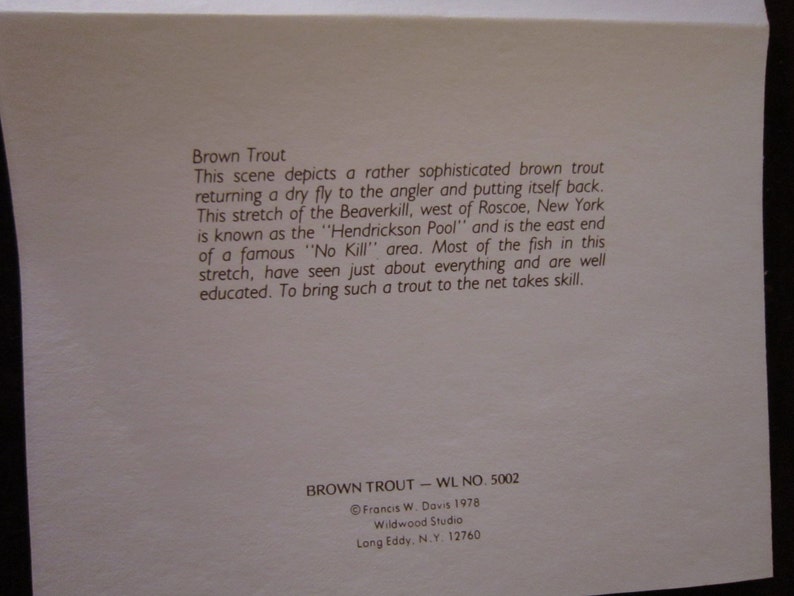 Brown Trout
This scene depicts a rather sophisticated brown trout
returning a dry fly to the angler and putting itself back.
This stretch of the Beaverkill, west of Roscoe, New York
is known as the "Hendrickson Pool" and is the east end
of a famous "No Kill" area. Most of the fish in this
stretch, have seen just about everything and are well
educated. To bring such a trout to the net takes skill.
BROWN TROUT — WL NO. 5002
©Francis W. Davis 1978
Wildwood Studio
Long Eddy, N.Y. 12760